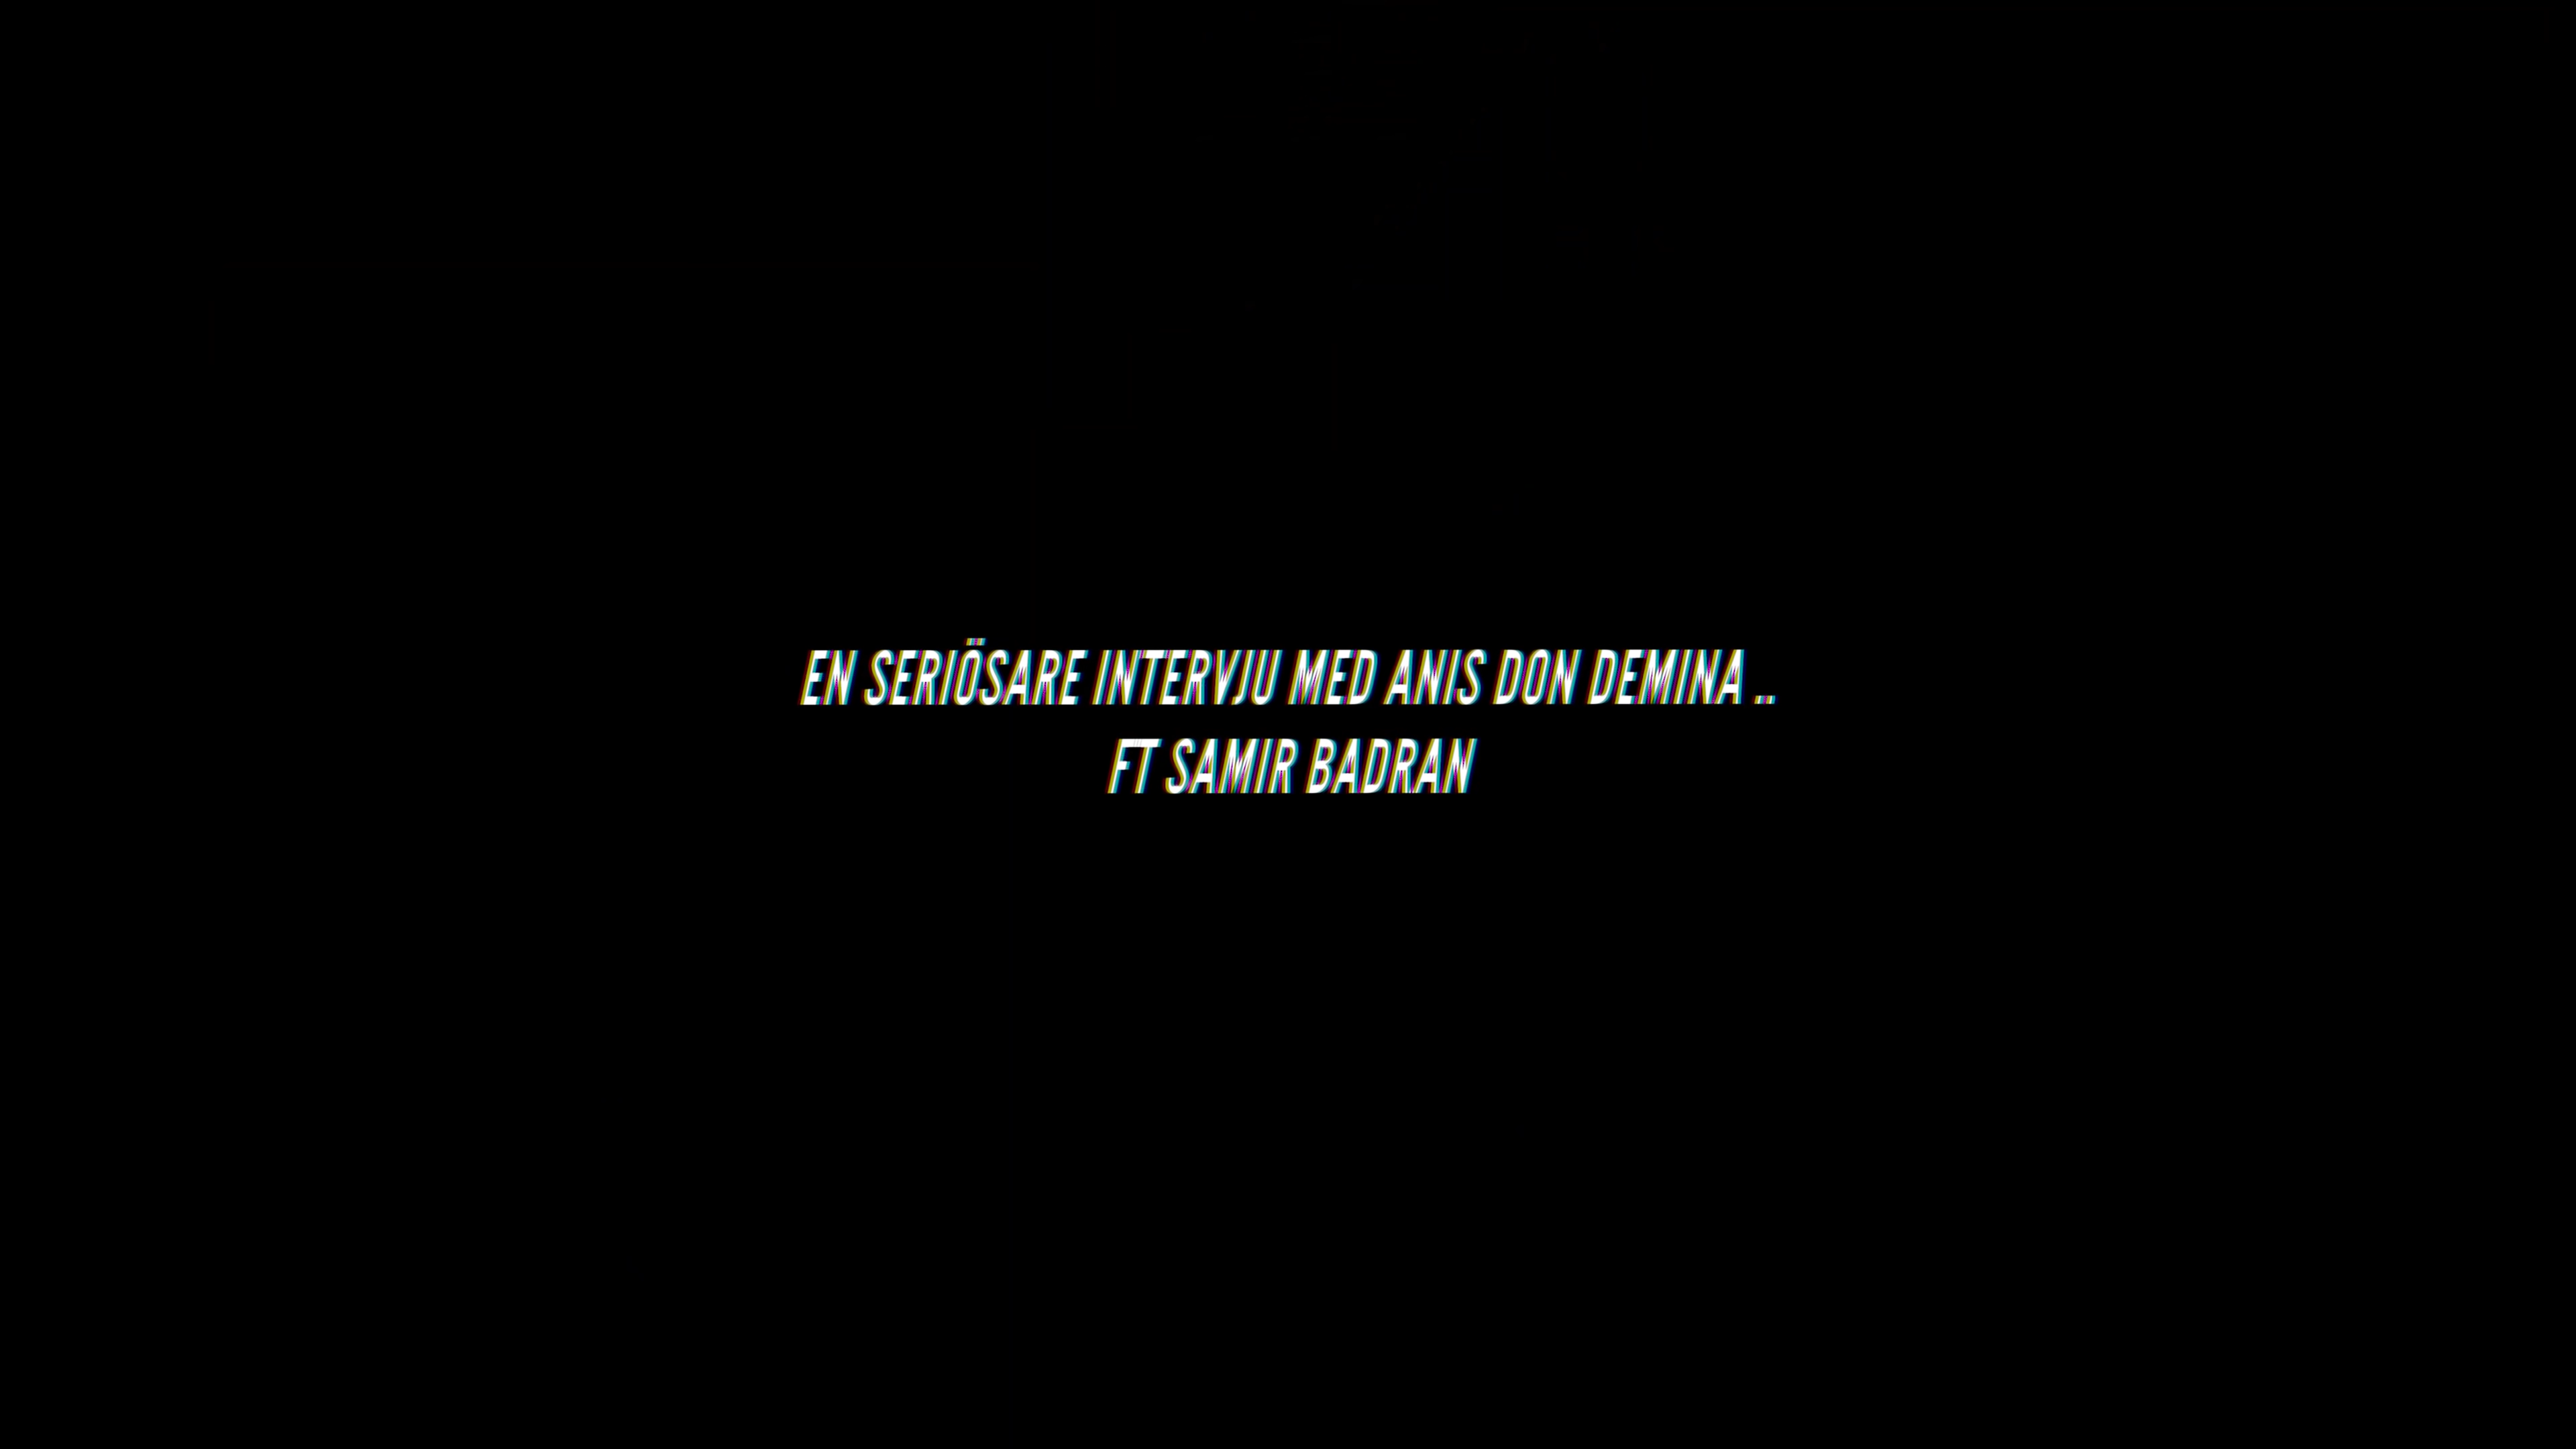 EN SERIÖSARE INTERVJU MED ANIS DON DEMINA ..
FT SAMIR BADRAN